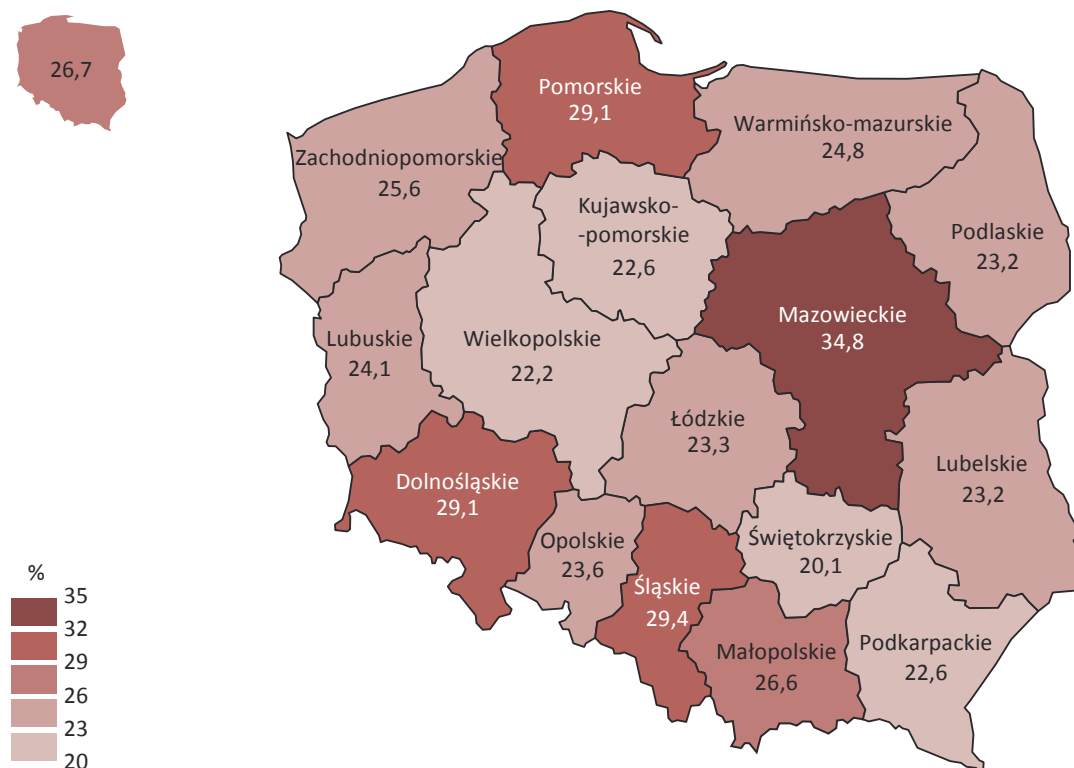 26,7
Pomorskie
29,1
Warmińsko-mazurskie
24,8
Zachodniopomorskie
25,6
Kujawsko-
-pomorskie
22,6
Podlaskie
23,2
Mazowieckie
34,8
Lubuskie
24,1
Wielkopolskie
22,2
Łódzkie
23,3
Lubelskie
23,2
Dolnośląskie
29,1
Opolskie
23,6
Świętokrzyskie
20,1
Śląskie
29,4
Małopolskie
26,6
Podkarpackie
22,6
%
35
32
29
26
23
20